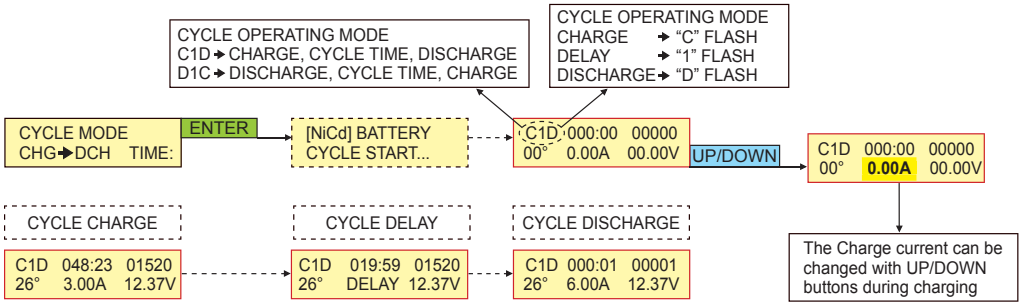 CYCLE OPERATING MODE
C1D → CHARGE, CYCLE TIME, DISCHARGE
D1C → DISCHARGE, CYCLE TIME, CHARGE
CYCLE OPERATING MODE
CHARGE → “C” FLASH
DELAY → “1” FLASH
DISCHARGE → “D” FLASH
CYCLE MODE
CHG → DCH TIME:
ENTER
[NiCd] BATTERY
CYCLE START...
C1D 000:00 00000
00° 0.00A 00.00V
UP/DOWN
C1D 000:00 00000
00° 0.00A 00.00V
CYCLE CHARGE
CYCLE DELAY
CYCLE DISCHARGE
C1D 048:23 01520
26° 3.00A 12.37V
C1D 019:59 01520
26° DELAY 12.37V
C1D 000:01 00001
26° 6.00A 12.37V
The Charge current can be
changed with UP/DOWN
buttons during charging